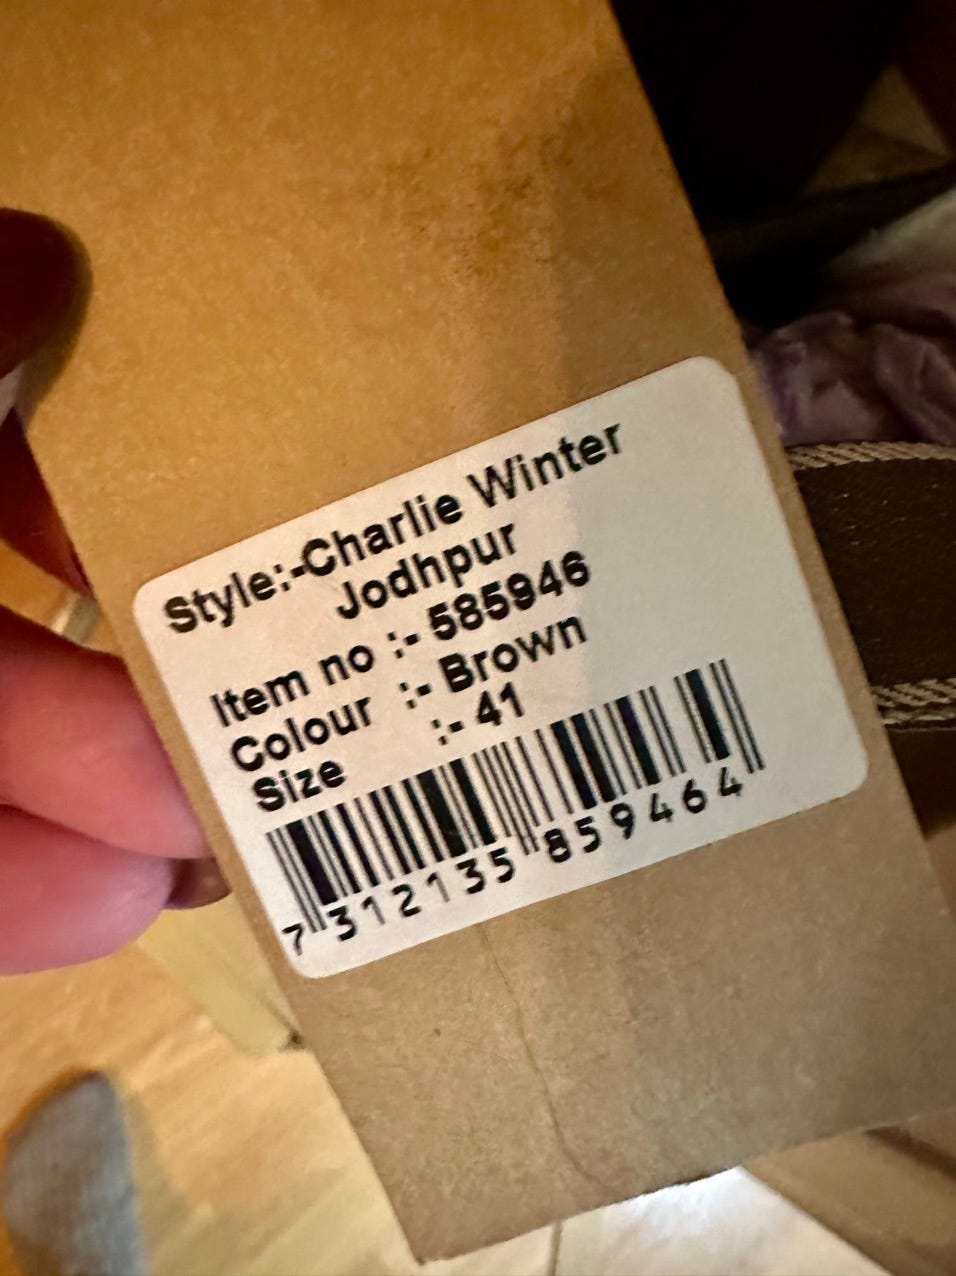 Style:-Charlie Winter
Jodhpur
Item no :- 585946
Colour :- Brown
Size :- 41
7 312135 859464